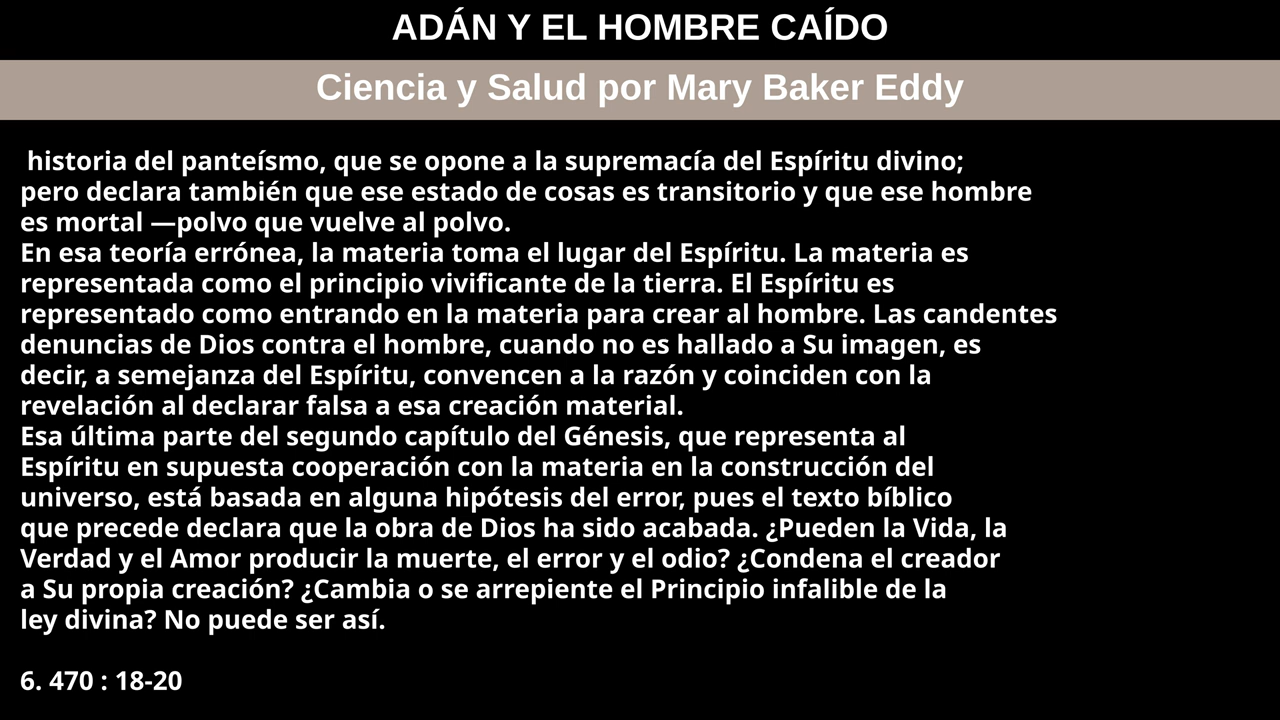 ADÁN Y EL HOMBRE CAÍDO
Ciencia y Salud por Mary Baker Eddy
historia del panteísmo, que se opone a la supremacía del Espíritu divino;
pero declara también que ese estado de cosas es transitorio y que ese hombre
es mortal —polvo que vuelve al polvo.
En esa teoría errónea, la materia toma el lugar del Espíritu. La materia es
representada como el principio vivificante de la tierra. El Espíritu es
representado como entrando en la materia para crear al hombre. Las candentes
denuncias de Dios contra el hombre, cuando no es hallado a Su imagen, es
decir, a semejanza del Espíritu, convencen a la razón y coinciden con la
revelación al declarar falsa a esa creación material.
Esa última parte del segundo capítulo del Génesis, que representa al
Espíritu en supuesta cooperación con la materia en la construcción del
universo, está basada en alguna hipótesis del error, pues el texto bíblico
que precede declara que la obra de Dios ha sido acabada. ¿Pueden la Vida, la
Verdad y el Amor producir la muerte, el error y el odio? ¿Condena el creador
a Su propia creación? ¿Cambia o se arrepiente el Principio infalible de la
ley divina? No puede ser así.
6. 470 : 18-20